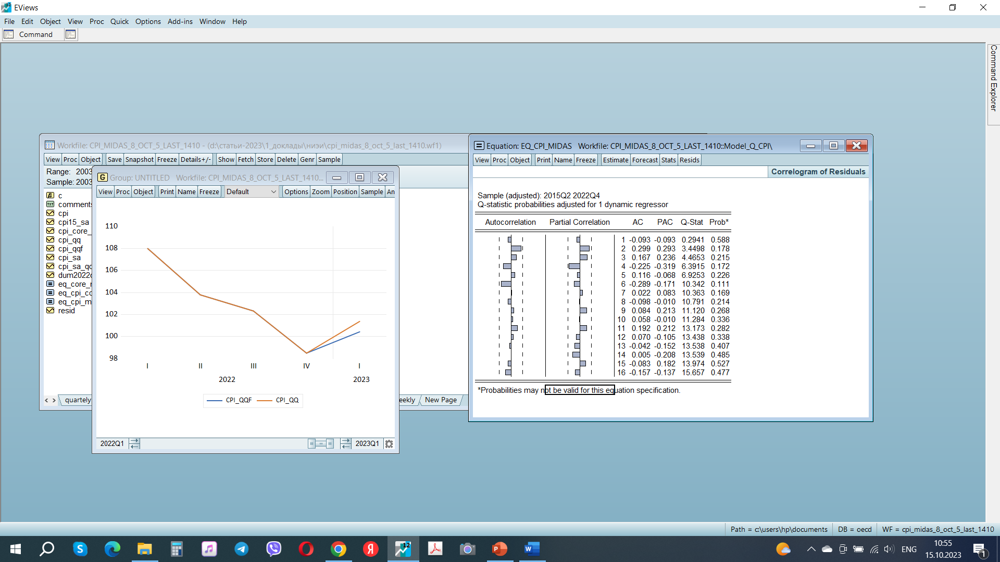 EViews
File Edit Object View Proc Quick Options Add-ins Window Help
Command
Command Explorer
Workfile: CPI_MIDAS_8_OCT_5_LAST_1410 - (d:\статьи-2023\1_доклады\ниэи\cpi_midas_8_oct_5_last_1410.wf1)
View Proc Object Save Snapshot Freeze Details+/- Show Fetch Store Delete Genr Sample
Range: 2003
Sample: 2003
c
comments
cpi
cpi15_sa
cpi_core_
cpi_qq
cpi_qqf
cpi_sa
cpi_sa_qq
dum2022
eq_core_
eq_cpi_co
eq_cpi_m
resid
quartely
eekly New Page
Group: UNTITLED Workfile: CPI_MIDAS_8_OCT_5_LAST_1410...
View Proc Object Print Name Freeze Default Options Zoom Position Sample An
110
108
106
104
102
100
98
I II III IV I
2022 2023
CPI_QQF CPI_QQ
2022Q1 2023Q1
Equation: EQ_CPI_MIDAS Workfile: CPI_MIDAS_8_OCT_5_LAST_1410::Model_Q_CPI\
View Proc Object Print Name Freeze Estimate Forecast Stats Resids
Correlogram of Residuals
Sample (adjusted): 2015Q2 2022Q4
Q-statistic probabilities adjusted for 1 dynamic regressor
Autocorrelation Partial Correlation AC PAC Q-Stat Prob*
1 -0.093 -0.093 0.2941 0.588
2 0.299 0.293 3.4498 0.178
3 0.167 0.236 4.4653 0.215
4 -0.225 -0.319 6.3915 0.172
5 0.116 -0.068 6.9253 0.226
6 -0.289 -0.171 10.342 0.111
7 0.022 0.083 10.363 0.169
8 -0.098 -0.010 10.791 0.214
9 0.084 0.213 11.120 0.268
10 0.058 -0.010 11.284 0.336
11 0.192 0.212 13.173 0.282
12 0.070 -0.105 13.438 0.338
13 -0.042 -0.152 13.538 0.407
14 0.005 -0.208 13.539 0.485
15 -0.083 0.182 13.974 0.527
16 -0.157 -0.137 15.657 0.477
*Probabilities may not be valid for this equation specification.
Path = c:\users\hp\documents DB = oecd WF = cpi_midas_8_oct_5_last_1410
ENG
10:55
15.10.2023
1